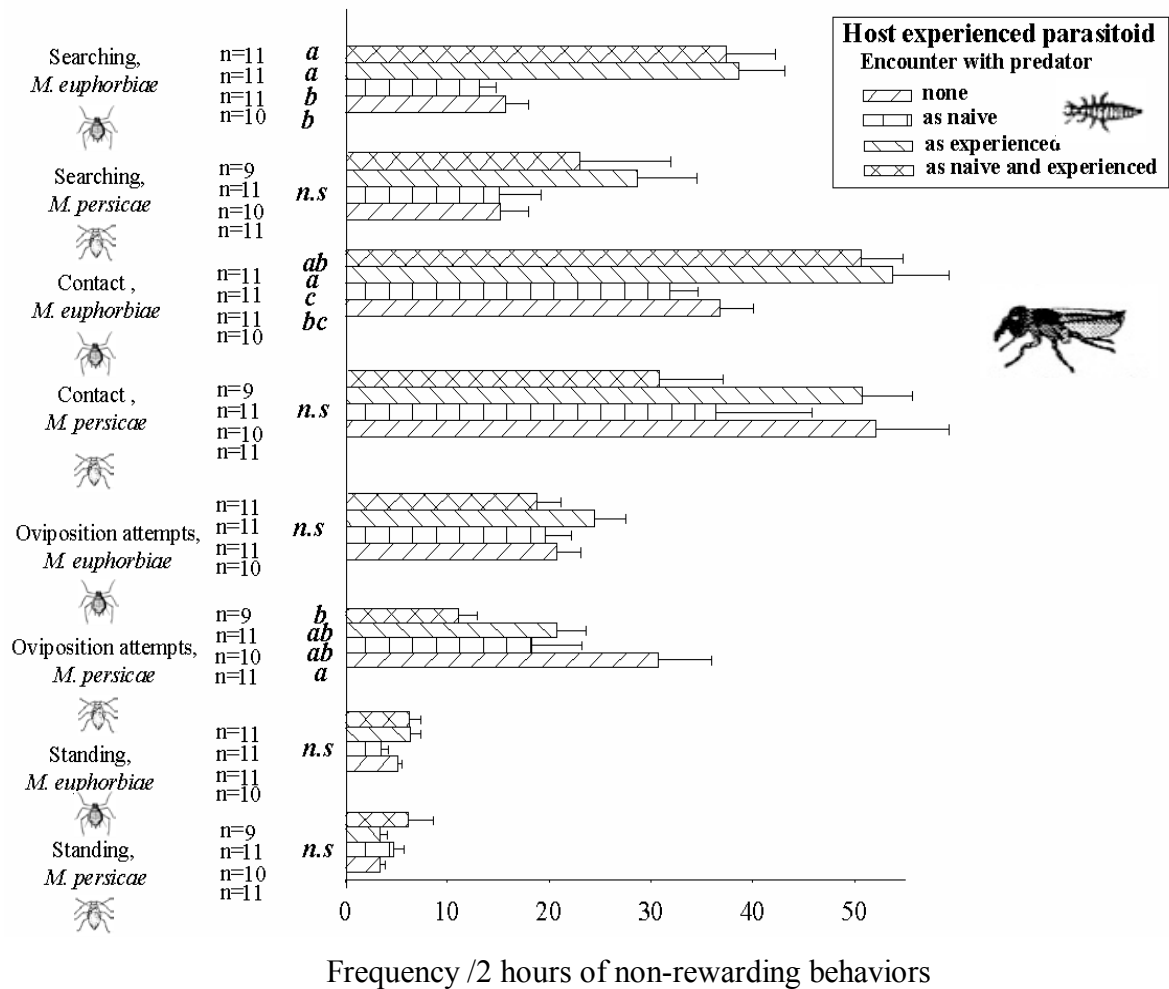 Host experienced parasitoid
Encounter with predator
none
as naive
as experienced
as naive and experienced
Searching,
M. euphorbiae
n=11
n=11
n=11
n=10
a
a
b
b
Searching,
M. persicae
n=9
n=11
n=10
n=11
n.s
Contact ,
M. euphorbiae
n=11
n=11
n=11
n=10
ab
a
c
bc
Contact ,
M. persicae
n=9
n=11
n=10
n=11
n.s
Oviposition attempts,
M. euphorbiae
n=11
n=11
n=11
n=10
n.s
Oviposition attempts,
M. persicae
n=9
n=11
n=10
n=11
b
ab
ab
a
Standing,
M. euphorbiae
n=11
n=11
n=11
n=10
n.s
Standing,
M. persicae
n=9
n=11
n=10
n=11
n.s
0 10 20 30 40 50
Frequency /2 hours of non-rewarding behaviors